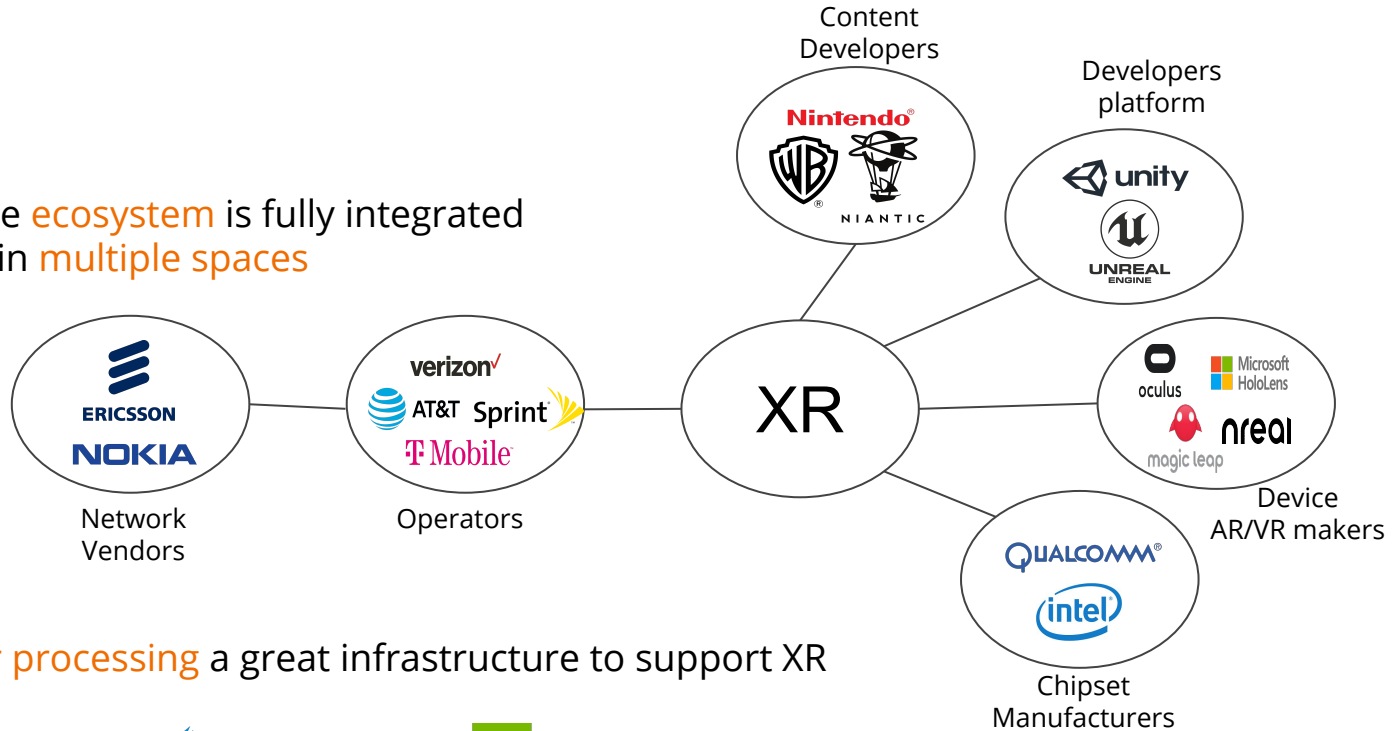 Content
Developers
Nintendo®
WB
®
NIANTIC
Developers
platform
unity
UNREAL
ENGINE
ecosystem is fully integrated
in multiple spaces
ERICSSON
NOKIA
Network
Vendors
verizon✓
AT&T Sprint
T Mobile
Operators
XR
oculus
Microsoft
HoloLens
magic leap
nreal
Device
AR/VR makers
QUALCOMM®
intel
Chipset
Manufacturers
processing a great infrastructure to support XR